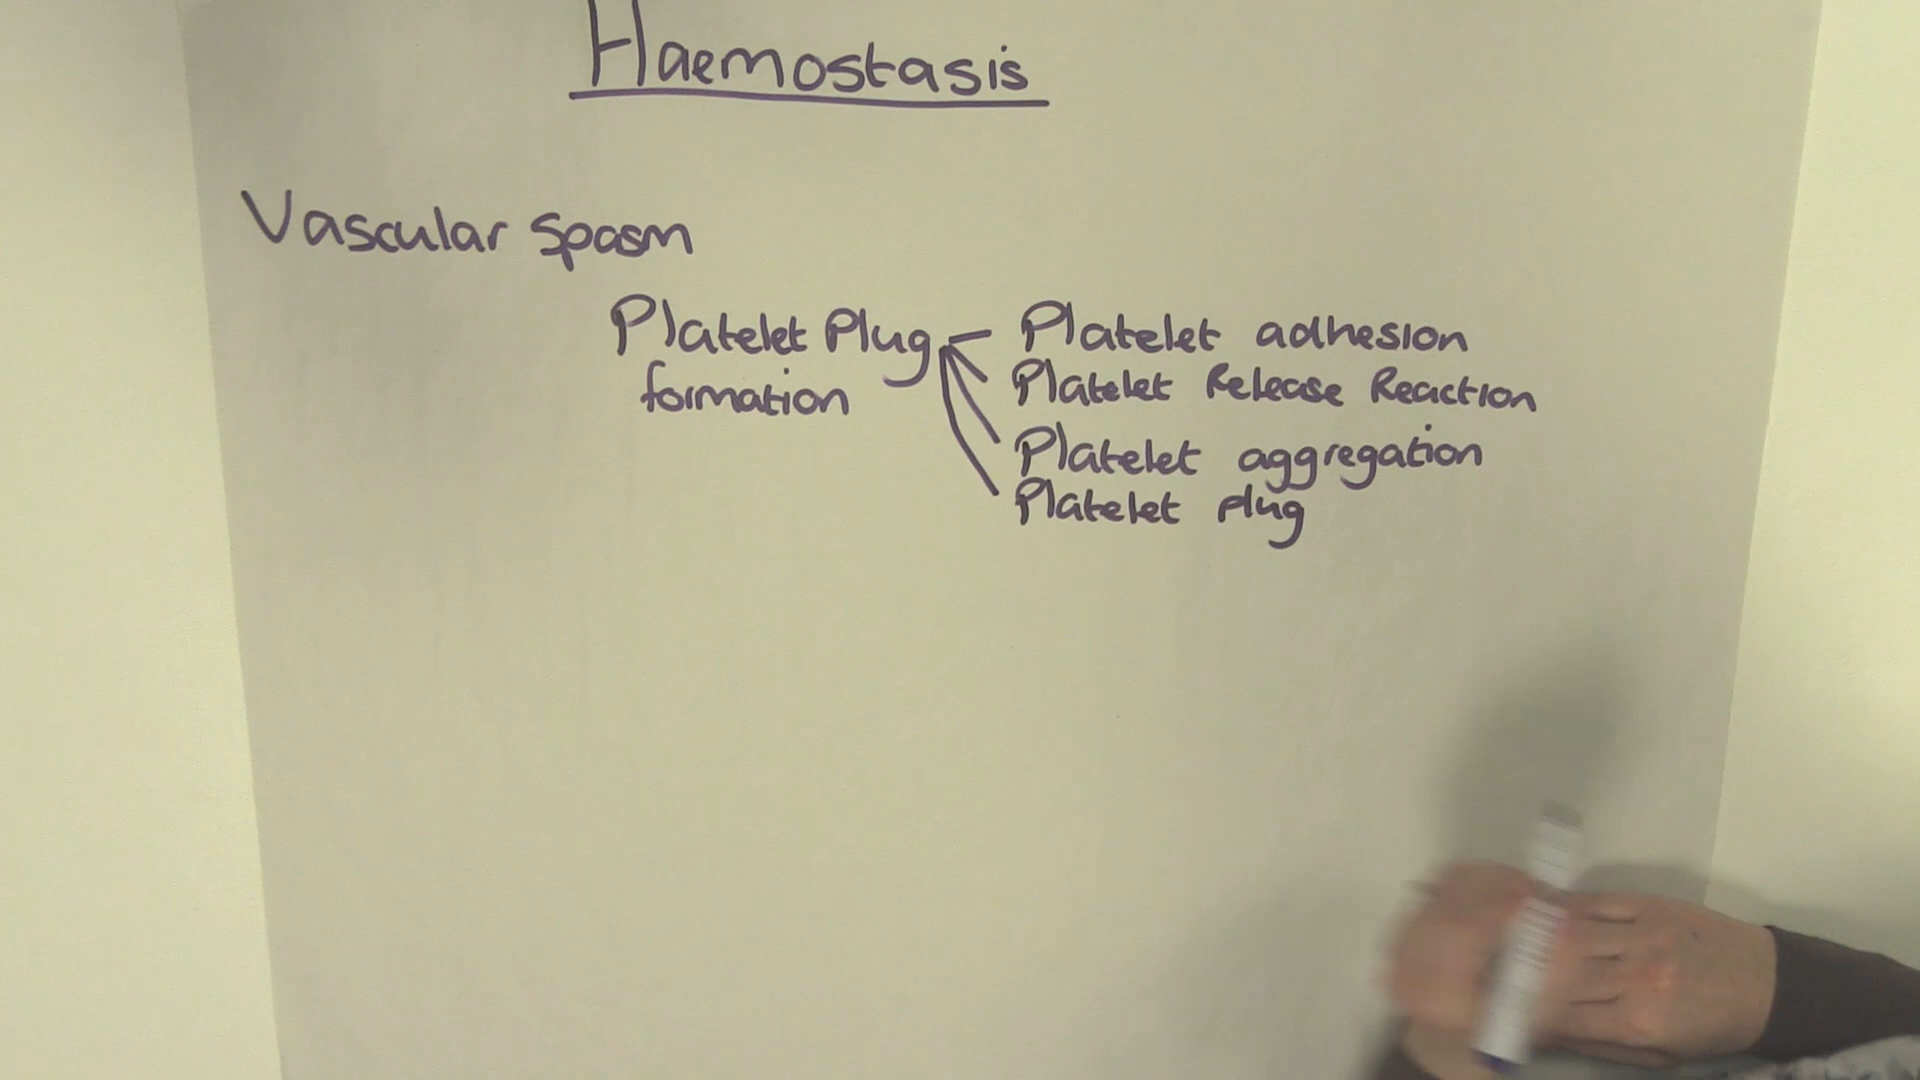 Haemostasis
Vascular spasm
Platelet Plug
formation
Platelet adhesion
Platelet Release Reaction
Platelet aggregation
Platelet plug